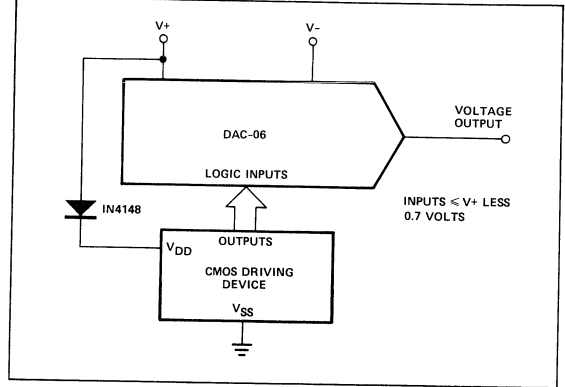 V+
V-
DAC-06
VOLTAGE
OUTPUT
LOGIC INPUTS
INPUTS ≤ V+ LESS
0.7 VOLTS
IN4148
VDD
OUTPUTS
CMOS DRIVING
DEVICE
VSS